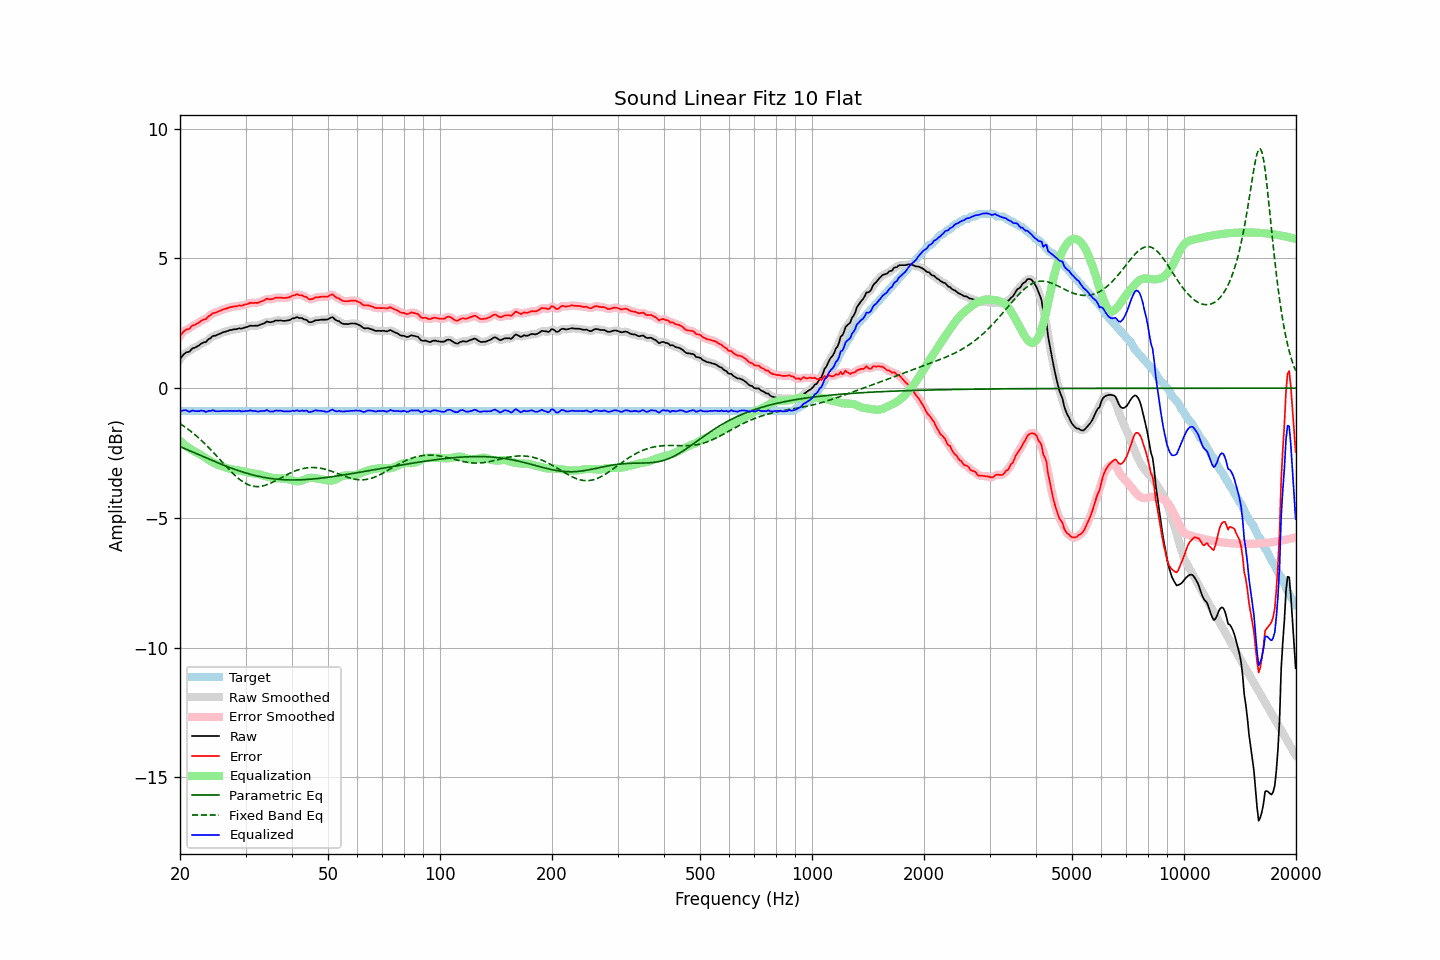 Sound Linear Fitz 10 Flat
10
5
0
−5
−10
−15
Amplitude (dBr)
Target
Raw Smoothed
Error Smoothed
Raw
Error
Equalization
Parametric Eq
Fixed Band Eq
Equalized
20 50 100 200 500 1000 2000 5000 10000 20000
Frequency (Hz)